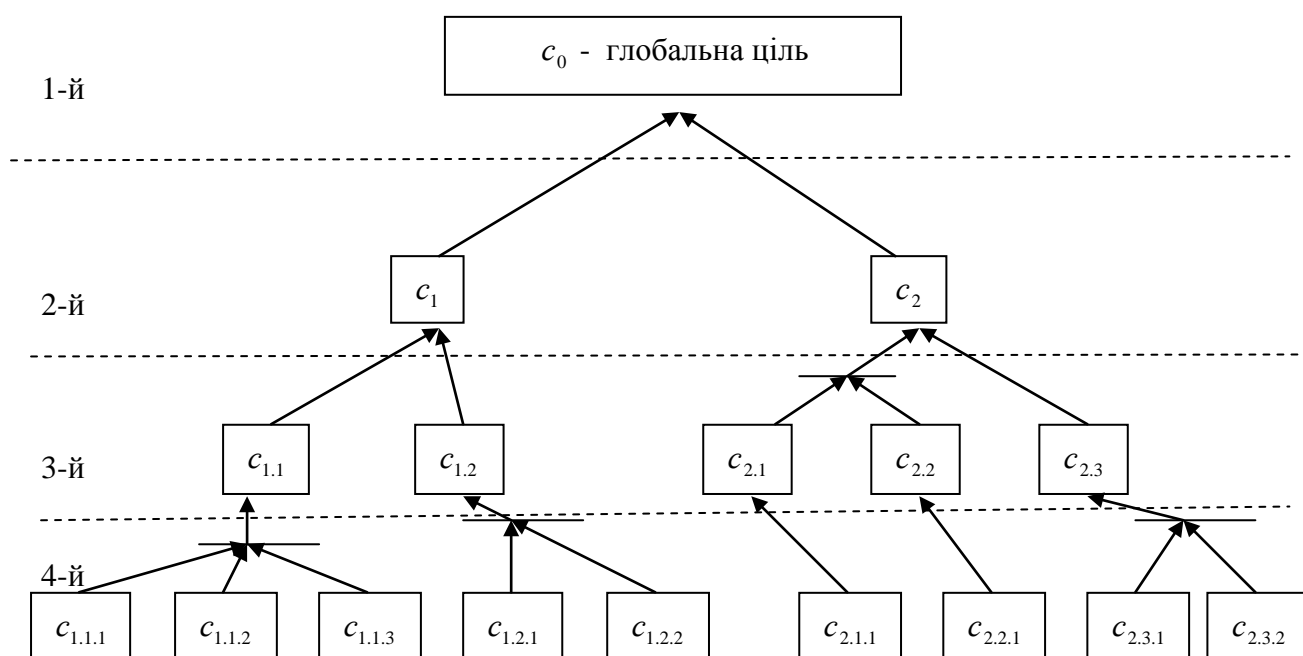 c₀ - глобальна ціль
1-й
c₁ c₂
2-й
c₁.₁ c₁.₂ c₂.₁ c₂.₂ c₂.₃
3-й
4-й
c₁.₁.₁ c₁.₁.₂ c₁.₁.₃ c₁.₂.₁ c₁.₂.₂ c₂.₁.₁ c₂.₂.₁ c₂.₃.₁ c₂.₃.₂